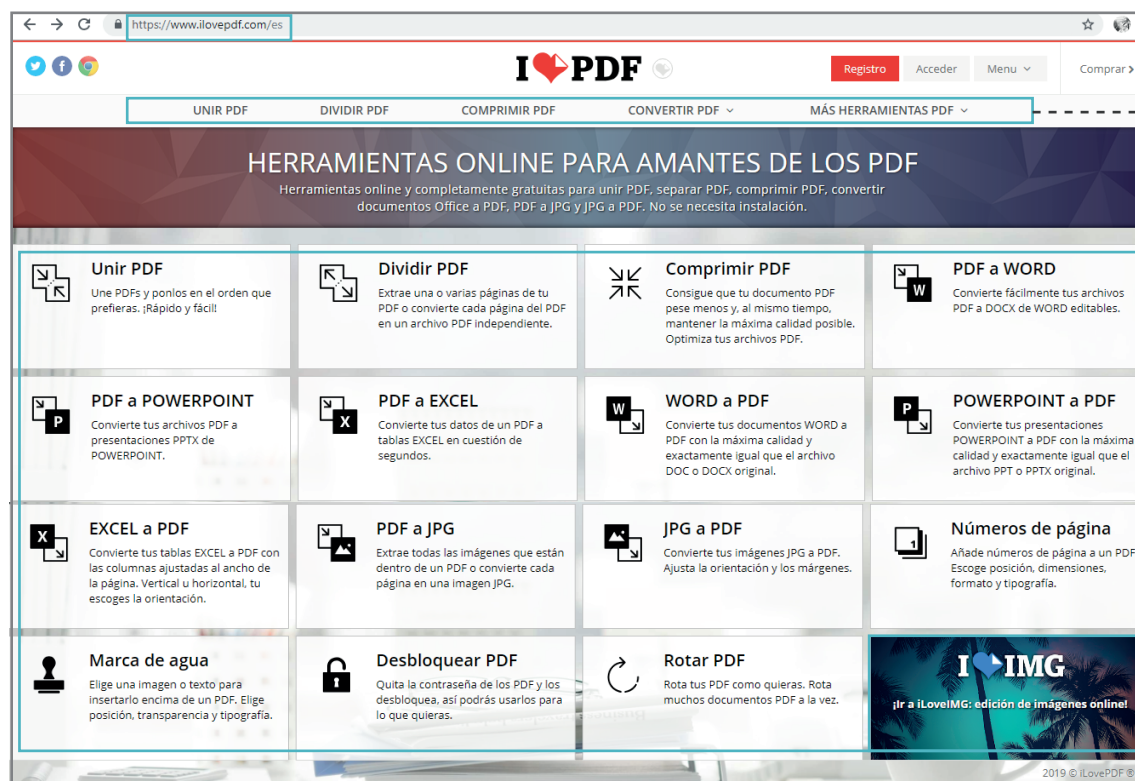 https://www.ilovepdf.com/es
I PDF
Registro
Acceder
Menu
Comprar
UNIR PDF
DIVIDIR PDF
COMPRIMIR PDF
CONVERTIR PDF
MÁS HERRAMIENTAS PDF
HERRAMIENTAS ONLINE PARA AMANTES DE LOS PDF
Herramientas online y completamente gratuitas para unir PDF, separar PDF, comprimir PDF, convertir
documentos Office a PDF, PDF a JPG y JPG a PDF. No se necesita instalación.
Unir PDF
Une PDFs y ponlos en el orden que
prefieras. ¡Rápido y fácil!
Dividir PDF
Extrae una o varias páginas de tu
PDF o convierte cada página del PDF
en un archivo PDF independiente.
Comprimir PDF
Consigue que tu documento PDF
pese menos y, al mismo tiempo,
mantener la máxima calidad posible.
Optimiza tus archivos PDF.
W
PDF a WORD
Convierte fácilmente tus archivos
PDF a DOCX de WORD editables.
P
PDF a POWERPOINT
Convierte tus archivos PDF a
presentaciones PPTX de
POWERPOINT.
X
PDF a EXCEL
Convierte tus datos de un PDF a
tablas EXCEL en cuestión de
segundos.
W
WORD a PDF
Convierte tus documentos WORD a
PDF con la máxima calidad y
exactamente igual que el archivo
DOC o DOCX original.
P
POWERPOINT a PDF
Convierte tus presentaciones
POWERPOINT a PDF con la máxima
calidad y exactamente igual que el
archivo PPT o PPTX original.
X
EXCEL a PDF
Convierte tus tablas EXCEL a PDF con
las columnas ajustadas al ancho de
la página. Vertical u horizontal, tu
escoges la orientación.
PDF a JPG
Extrae todas las imágenes que están
dentro de un PDF o convierte cada
página en una imagen JPG.
JPG a PDF
Convierte tus imágenes JPG a PDF.
Ajusta la orientación y los márgenes.
1
Números de página
Añade números de página a un PDF
Escoge posición, dimensiones,
formato y tipografía.
Marca de agua
Elige una imagen o texto para
insertarlo encima de un PDF. Elige
posición, transparencia y tipografía.
Desbloquear PDF
Quita la contraseña de los PDF y los
desbloquea, así podrás usarlos para
lo que quieras.
Rotar PDF
Rota tus PDF como quieras. Rota
muchos documentos PDF a la vez.
I IMG
¡Ir a iLoveIMG: edición de imágenes online!
2019 © iLovePDF ®